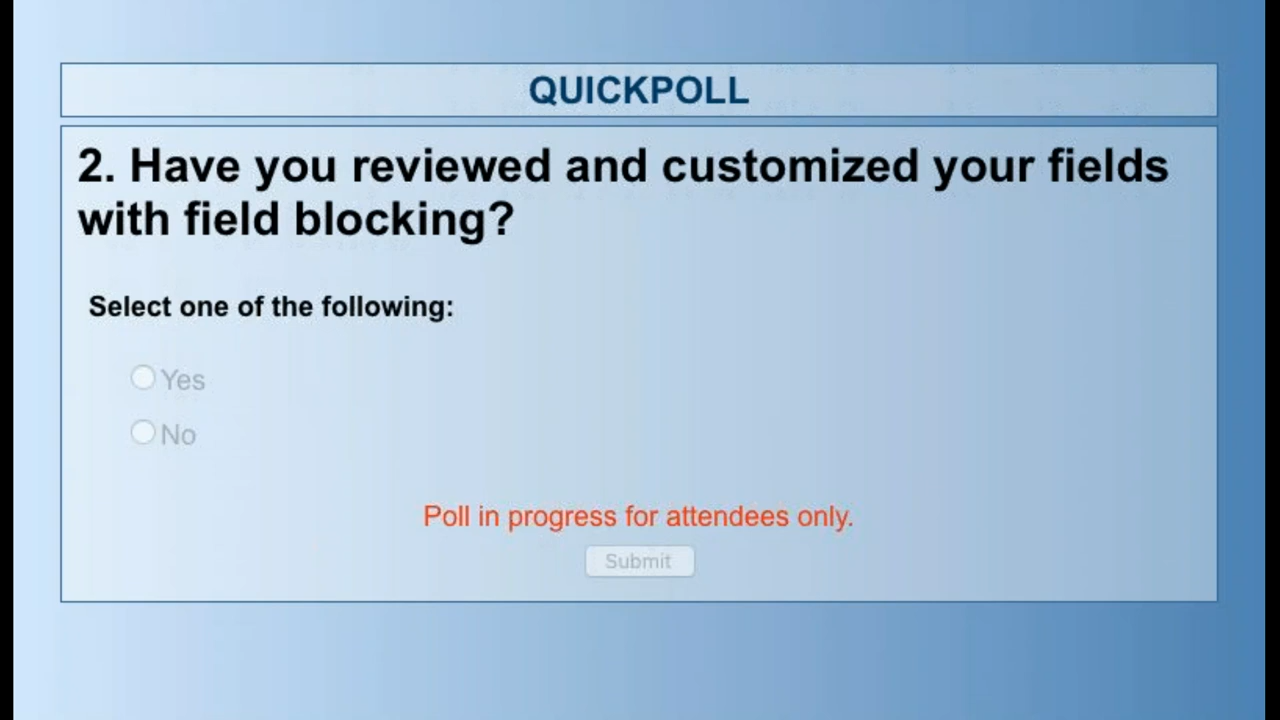 QUICKPOLL
2. Have you reviewed and customized your fields
with field blocking?
Select one of the following:
Yes
No
Poll in progress for attendees only.
Submit